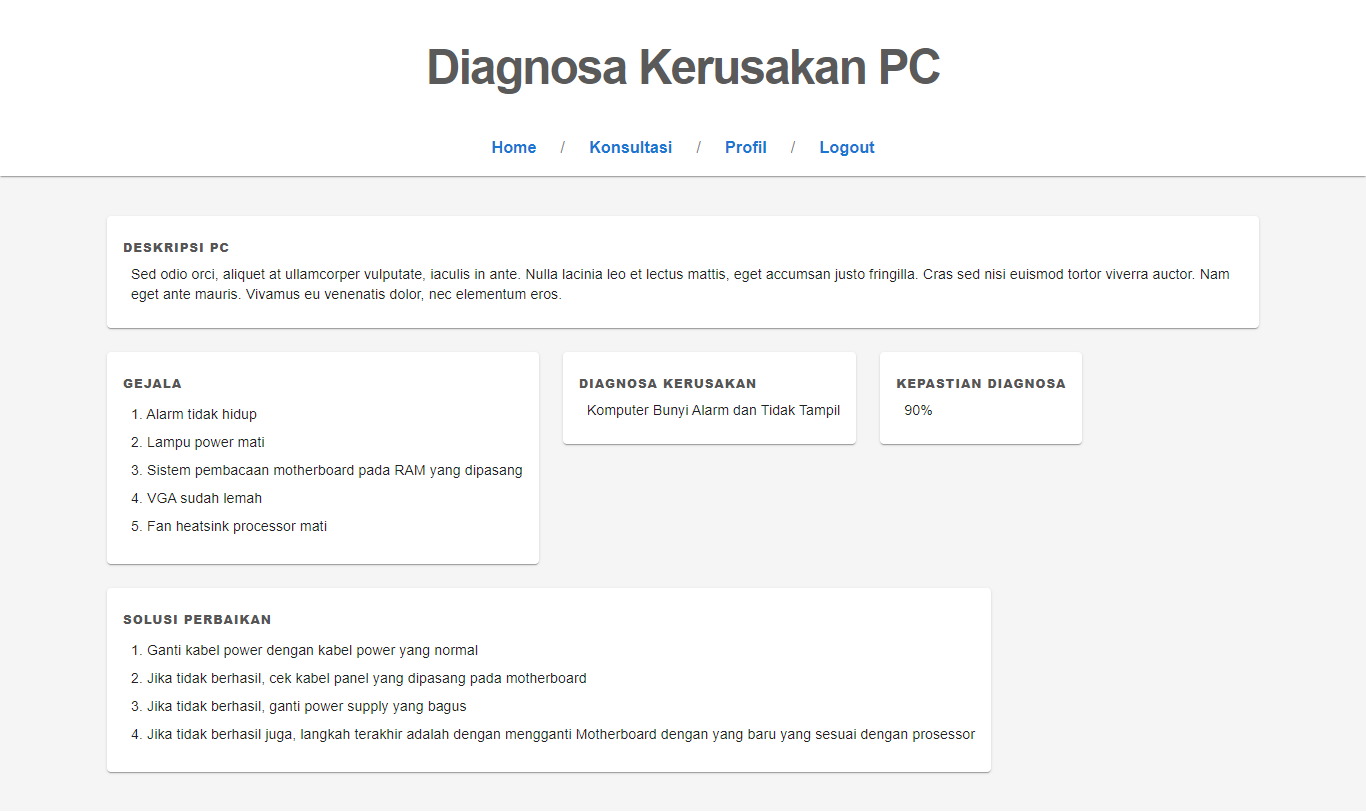 Diagnosa Kerusakan PC
Home / Konsultasi / Profil / Logout
DESKRIPSI PC
Sed odio orci, aliquet at ullamcorper vulputate, iaculis in ante. Nulla lacinia leo et lectus mattis, eget accumsan justo fringilla. Cras sed nisi euismod tortor viverra auctor. Nam
eget ante mauris. Vivamus eu venenatis dolor, nec elementum eros.
GEJALA
1. Alarm tidak hidup
2. Lampu power mati
3. Sistem pembacaan motherboard pada RAM yang dipasang
4. VGA sudah lemah
5. Fan heatsink processor mati
DIAGNOSA KERUSAKAN
Komputer Bunyi Alarm dan Tidak Tampil
KEPASTIAN DIAGNOSA
90%
SOLUSI PERBAIKAN
1. Ganti kabel power dengan kabel power yang normal
2. Jika tidak berhasil, cek kabel panel yang dipasang pada motherboard
3. Jika tidak berhasil, ganti power supply yang bagus
4. Jika tidak berhasil juga, langkah terakhir adalah dengan mengganti Motherboard dengan yang baru yang sesuai dengan prosessor